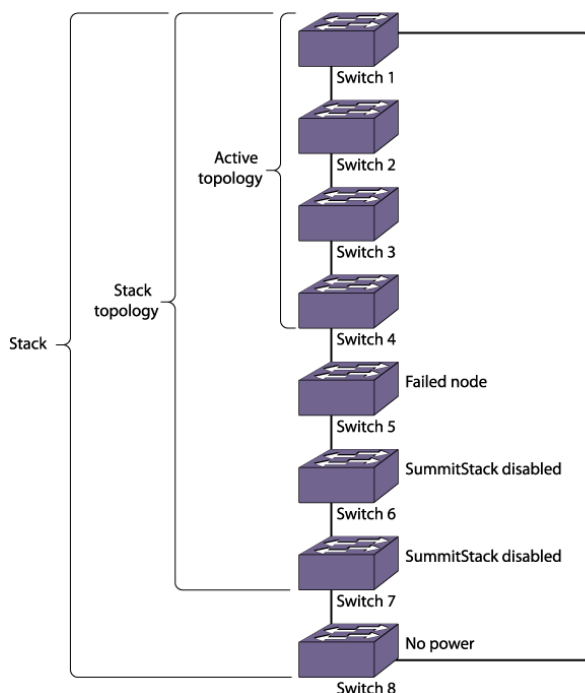 Switch 1
Switch 2
Active
topology
Switch 3
Stack
topology
Switch 4
Stack
Failed node
Switch 5
SummitStack disabled
Switch 6
SummitStack disabled
Switch 7
No power
Switch 8